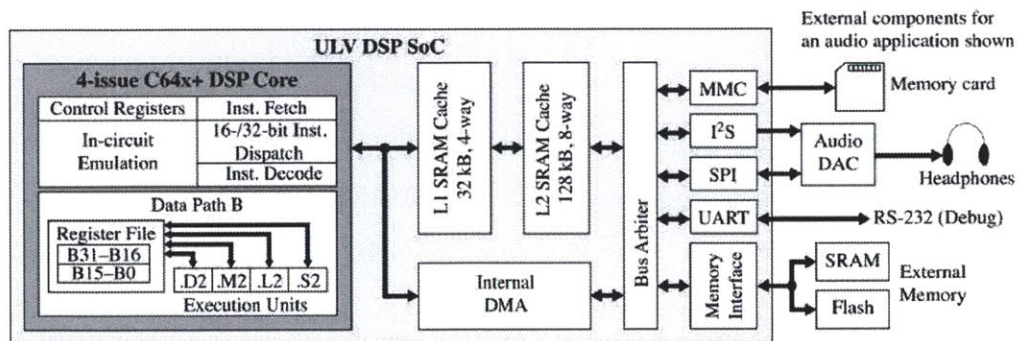 External components for
an audio application shown
ULV DSP SoC
4-issue C64x+ DSP Core
Control Registers
Inst. Fetch
In-circuit
Emulation
16-/32-bit Inst.
Dispatch
Inst. Decode
Data Path B
Register File
B31–B16
B15–B0
.D2 .M2 .L2 .S2
Execution Units
L1 SRAM Cache
32 kB, 4-way
L2 SRAM Cache
128 kB, 8-way
Internal
DMA
Bus Arbiter
MMC
I²S
SPI
UART
Memory
Interface
Memory card
Audio
DAC
Headphones
RS-232 (Debug)
SRAM
Flash
External
Memory